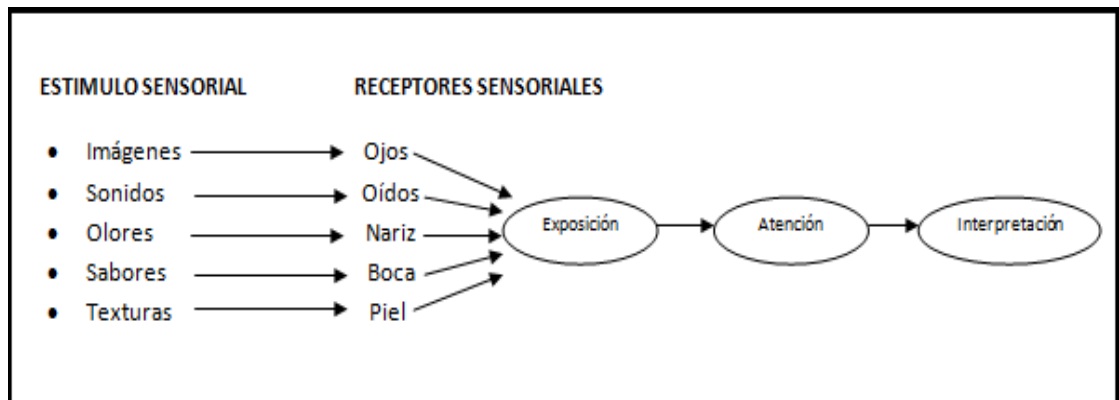 ESTIMULO SENSORIAL RECEPTORES SENSORIALES
• Imágenes Ojos
• Sonidos Oídos
• Olores Nariz Exposición Atención Interpretación
• Sabores Boca
• Texturas Piel